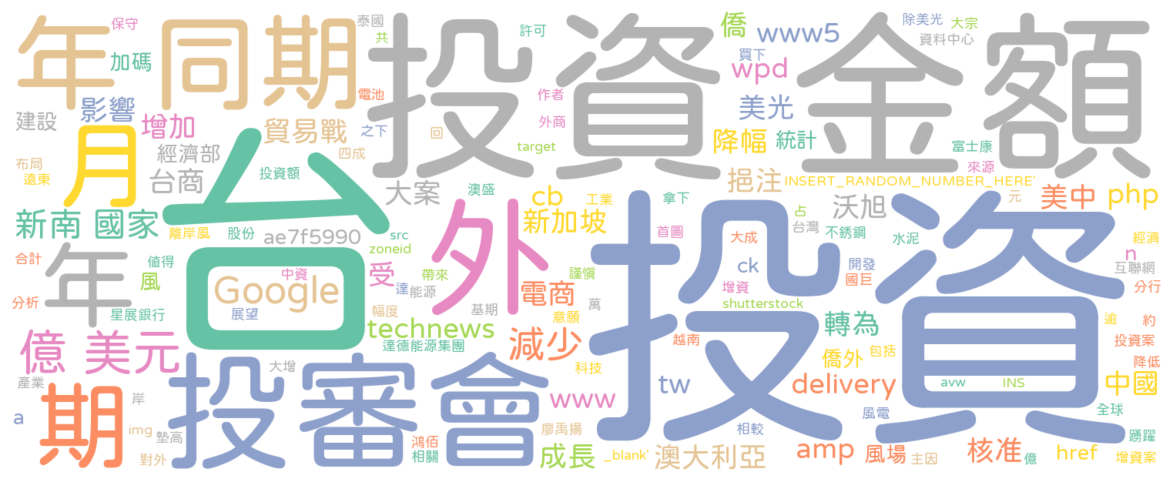 年 同期 投資 金額
保守
泰國
共
許可
僑
www5
除美光
大宗
資料中心
買下
加碼
電池
作者
wpd
影響
建設
增加
貿易戰
之下
回
外商
美光
降幅
統計
富士康
來源
月
經濟部
四成
target
布局
遠東
台商
投資額
大案
澳盛
cb
工業
拿下
挹注
INSERT_RANDOM_NUMBER_HERE'
元
美中
php
新南 國家
離岸風
股份
ae7f5990
src
zoneid
台
外
新加坡
首圖
投資
占
台灣
沃旭
不銹鋼
水泥
經濟
合計
年
值得
風
中資
受
帶來
達
能源
謹慎
大成
ck
開發
國巨
n
互聯網
分行
分析
Google
展望
幅度
基期
電商
萬
意願
增資
shutterstock
星展銀行
technews
達德能源集團
減少
越南
轉為
逾
約
投資案
億 美元
大增
科技
僑外
包括
降低
產業
岸
期
投審會
www
tw
delivery
avw
INS
中國
a
img
墊高
對外
鴻佰
相關
成長
廖禹揚
_blank'
澳大利亞
相較
風電
amp
風場
主因
核准
億
href
全球
踴躍
增資案